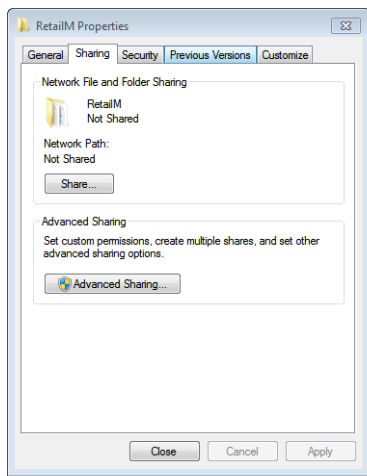 RetailM Properties
General Sharing Security Previous Versions Customize
Network File and Folder Sharing
RetailM
Not Shared
Network Path:
Not Shared
Share...
Advanced Sharing
Set custom permissions, create multiple shares, and set other
advanced sharing options.
Advanced Sharing...
Close Cancel Apply